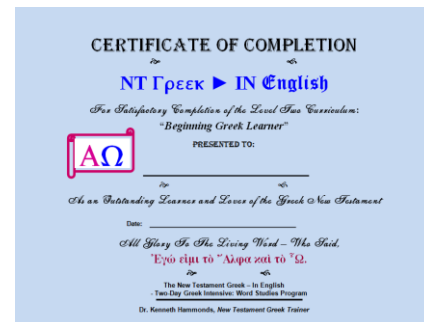 CERTIFICATE OF COMPLETION
NT Γρεεκ ► IN English
For Satisfactory Completion of the Level Two Curriculum:
"Beginning Greek Learner"
PRESENTED TO:
ΑΩ
As an Outstanding Learner and Lover of the Greek New Testament
Date:
All Glory To The Living Word – Who Said,
Ἐγώ εἰμι τὸ Ἄλφα καὶ τὸ Ὦ.
The New Testament Greek – In English
- Two-Day Greek Intensive: Word Studies Program
Dr. Kenneth Hammonds, New Testament Greek Trainer